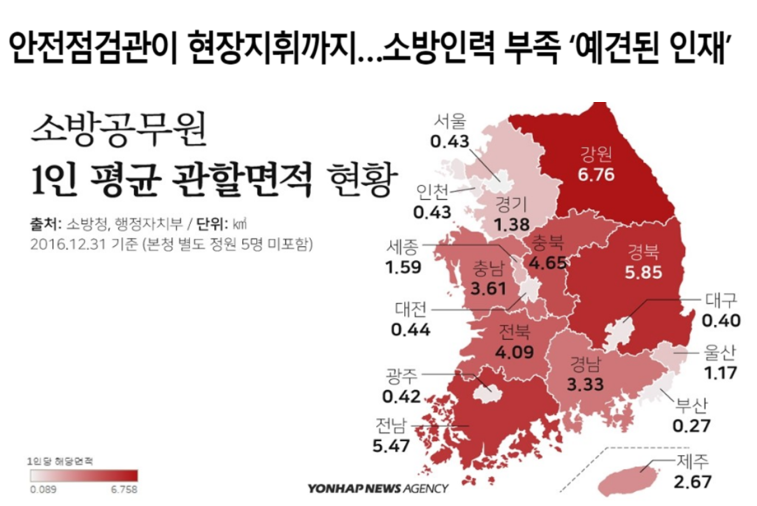 안전점검관이 현장지휘까지...소방인력 부족 ‘예견된 인재’
소방공무원
1인 평균 관할면적 현황
출처: 소방청, 행정자치부 / 단위: ㎢
2016.12.31 기준 (본청 별도 정원 5명 미포함)
서울
0.43
강원
6.76
인천
0.43
경기
1.38
세종
1.59
충북
4.65
경북
5.85
충남
3.61
대전
0.44
대구
0.40
전북
4.09
경남
3.33
울산
1.17
광주
0.42
부산
0.27
전남
5.47
제주
2.67
1인당 해당면적
0.089
6.758
YONHAP NEWS AGENCY